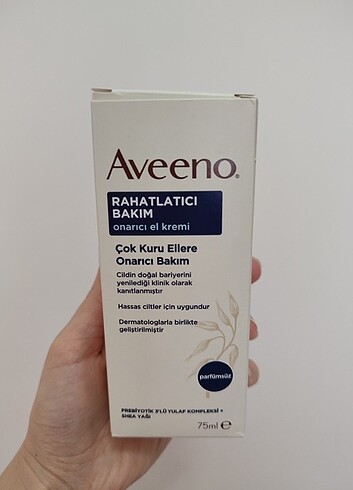 Aveeno.
RAHATLATICI
BAKIM
onarıcı el kremi
Çok Kuru Ellere
Onarıcı Bakım
Cildin doğal bariyerini
yenilediği klinik olarak
kanıtlanmıştır
Hassas ciltler için uygundur
Dermatologlarla birlikte
geliştirilmiştir
parfümsüz
PREBİYOTİK 3'LÜ YULAF KOMPLEKSİ +
SHEA YAĞI
75ml ℮